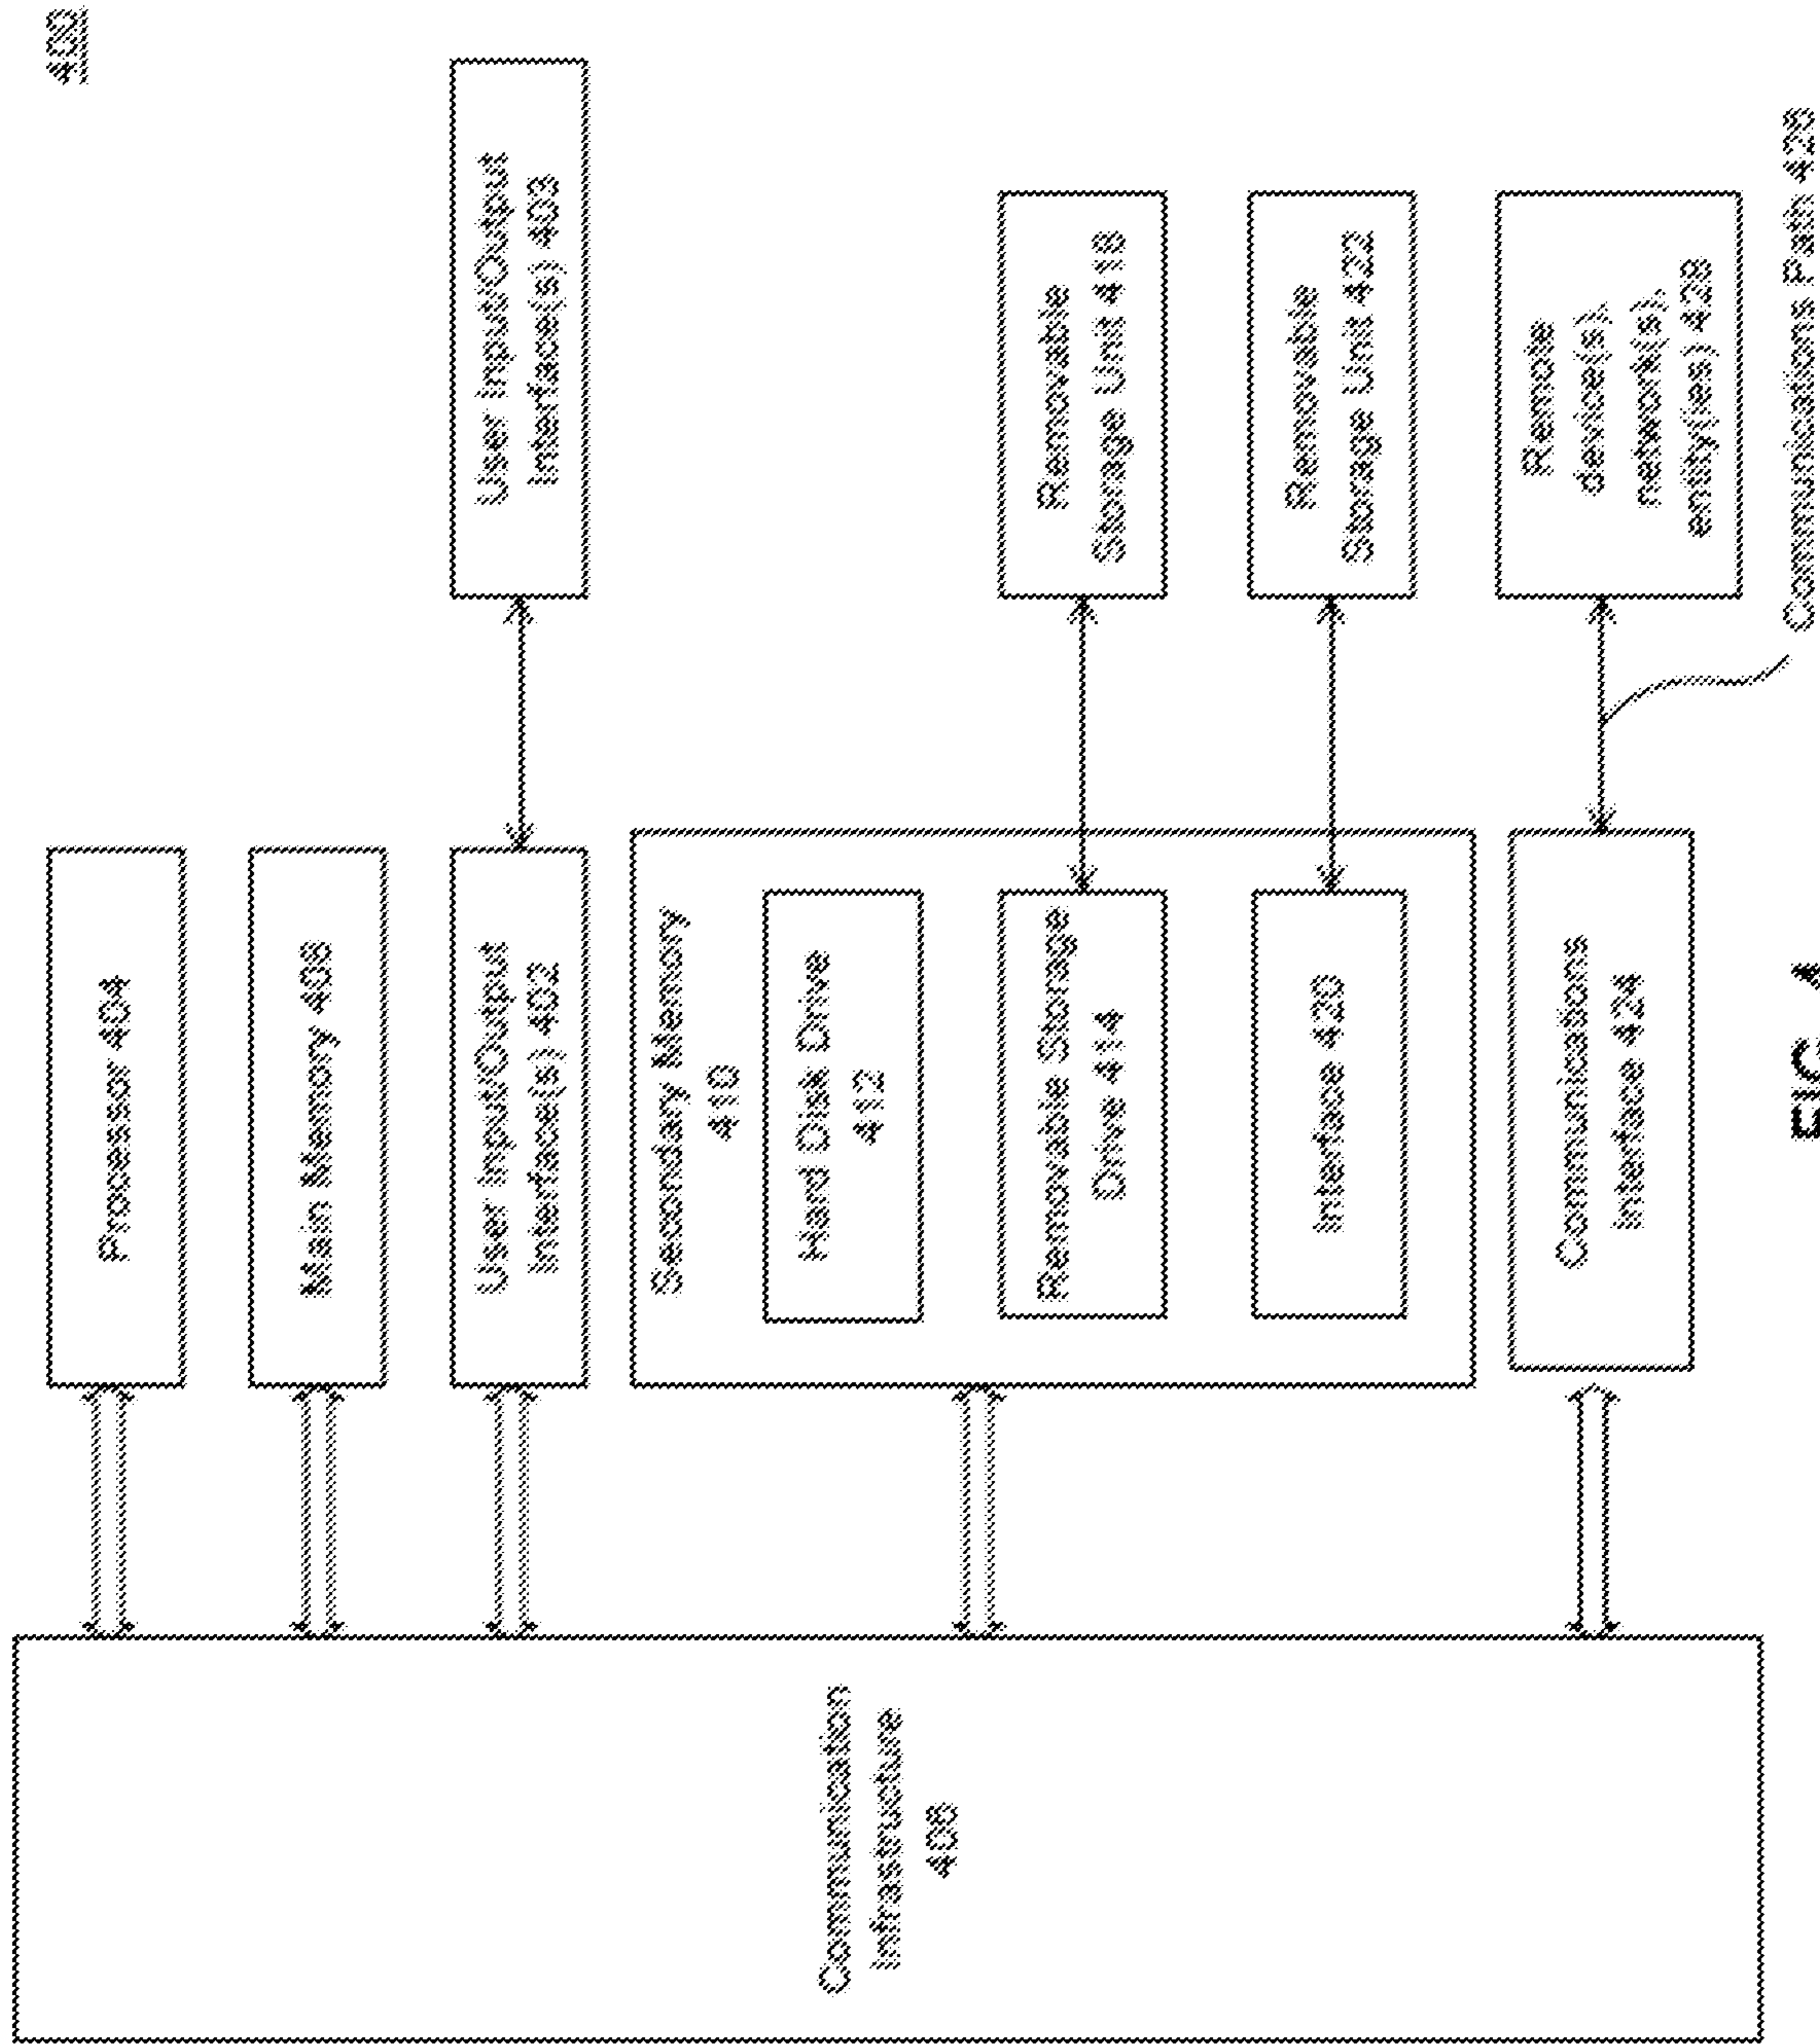 400
Processor 404
Main Memory 408
User Input/Output
Interface(s) 402
User Input/Output
Interface(s) 403
Communication
Infrastructure
406
Secondary Memory
410
Hard Disk Drive
412
Removable Storage
Drive 414
Removable
Storage Unit 418
Interface 420
Removable
Storage Unit 422
Communications
Interface 424
Remote
device(s),
network(s),
entity(ies) 428
Communications Path 426
FIG. 4